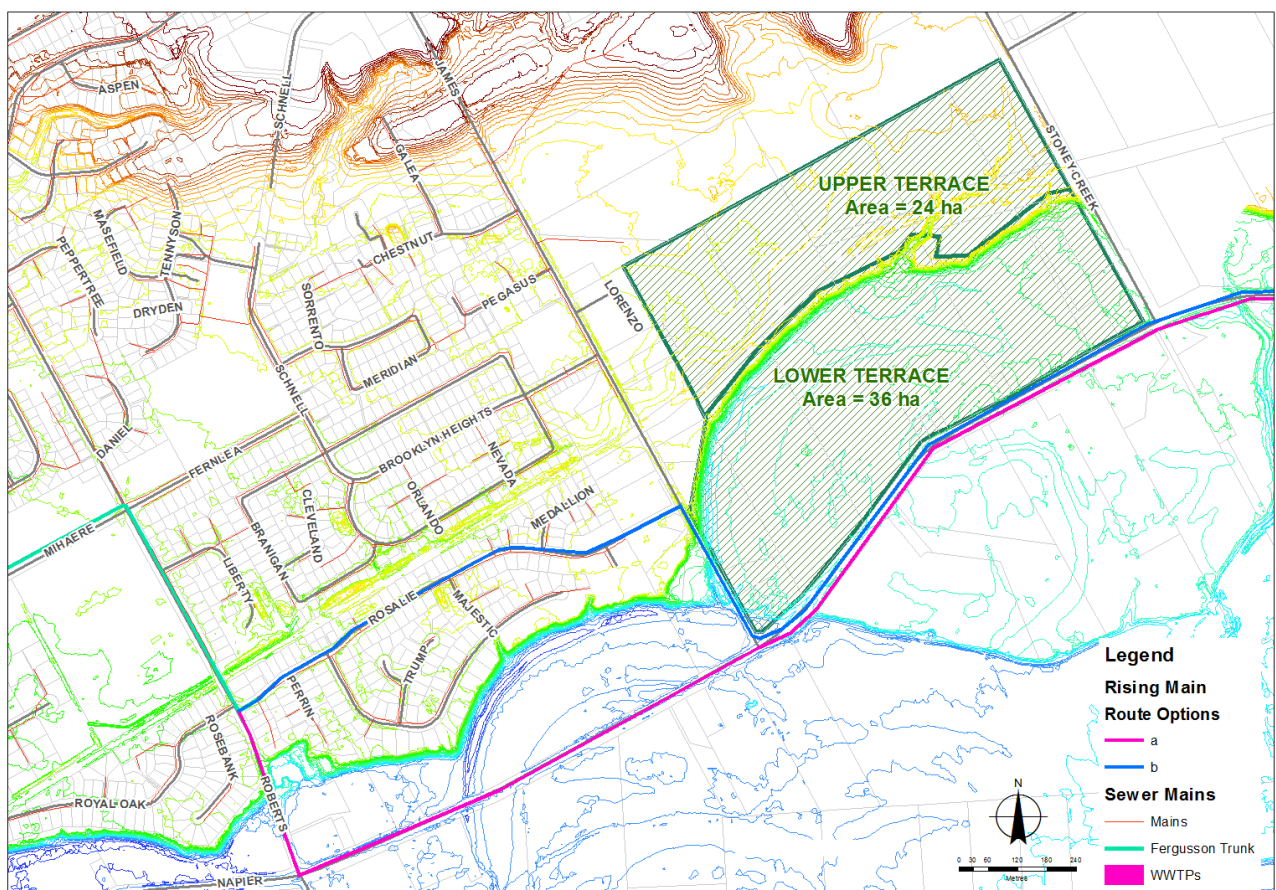 ASPEN
SCHNELL
JAMES
GALEA
STONEY CREEK
UPPER TERRACE
Area = 24 ha
MASEFIELD
TENNYSON
PEPPERTREE
CHESTNUT
DRYDEN
SORRENTO
PEGASUS
LORENZO
MERIDIAN
SCHNELL
LOWER TERRACE
Area = 36 ha
DANIEL
FERNLEA
BROOKLYN HEIGHTS
NEVADA
ORLANDO
MEDALLION
CLEVELAND
BRANIGAN
MIHAERE
LIBERTY
ROSALIE
MAJESTIC
TRUMP
PERRIN
ROSEBANK
ROBERTS
ROYAL OAK
NAPIER
Legend
Rising Main
Route Options
a
b
Sewer Mains
Mains
Fergusson Trunk
WWTPs
N
0 30 60 120 180 240
Metres